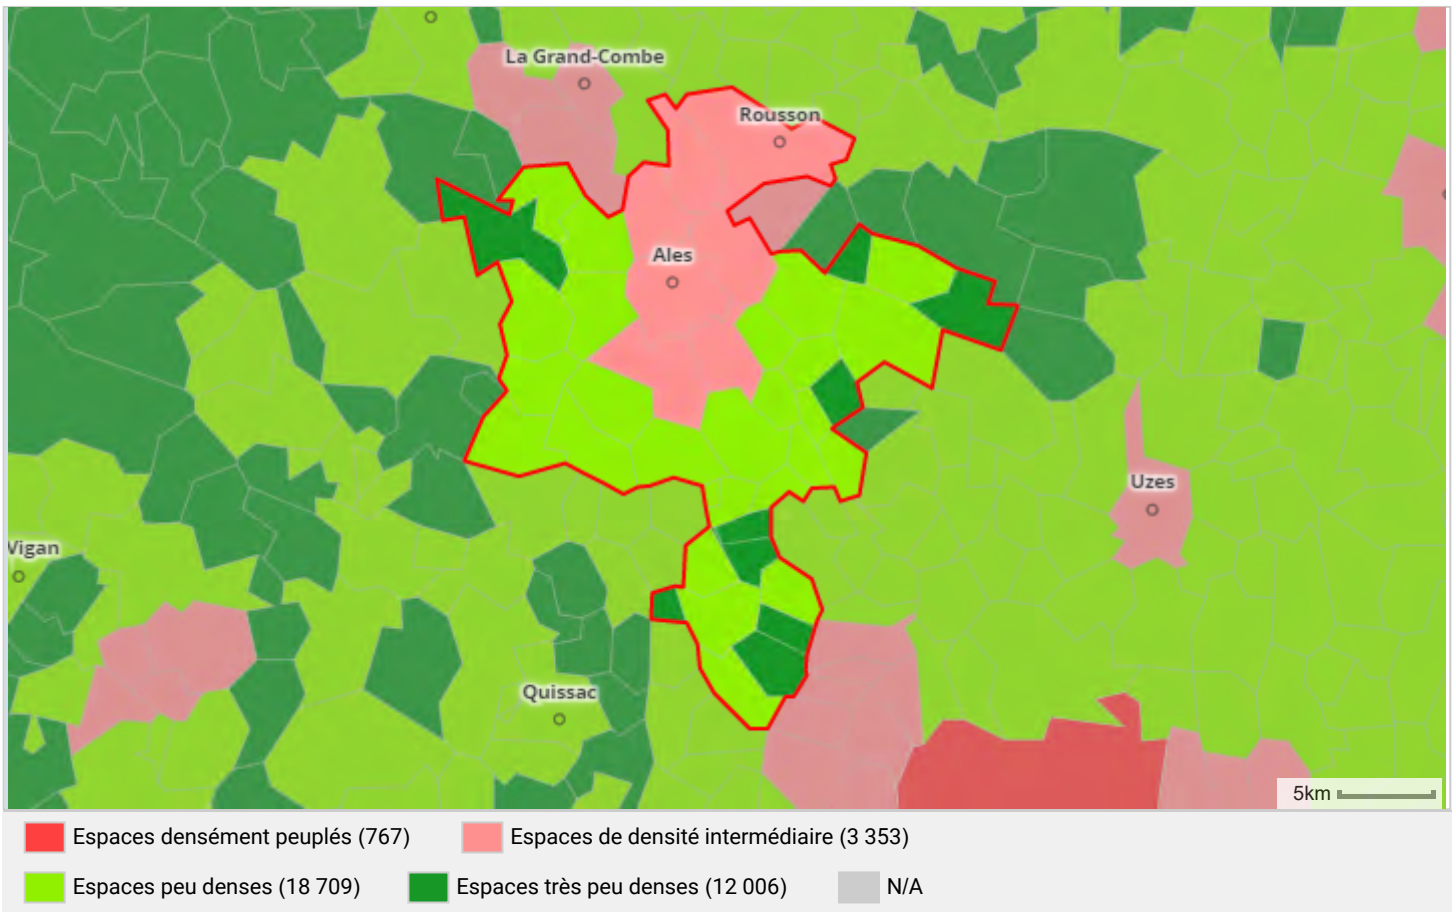 La Grand-Combe
Rousson
Ales
Uzes
Vigan
Quissac
5km
Espaces densément peuplés (767)
Espaces de densité intermédiaire (3 353)
Espaces peu denses (18 709)
Espaces très peu denses (12 006)
N/A